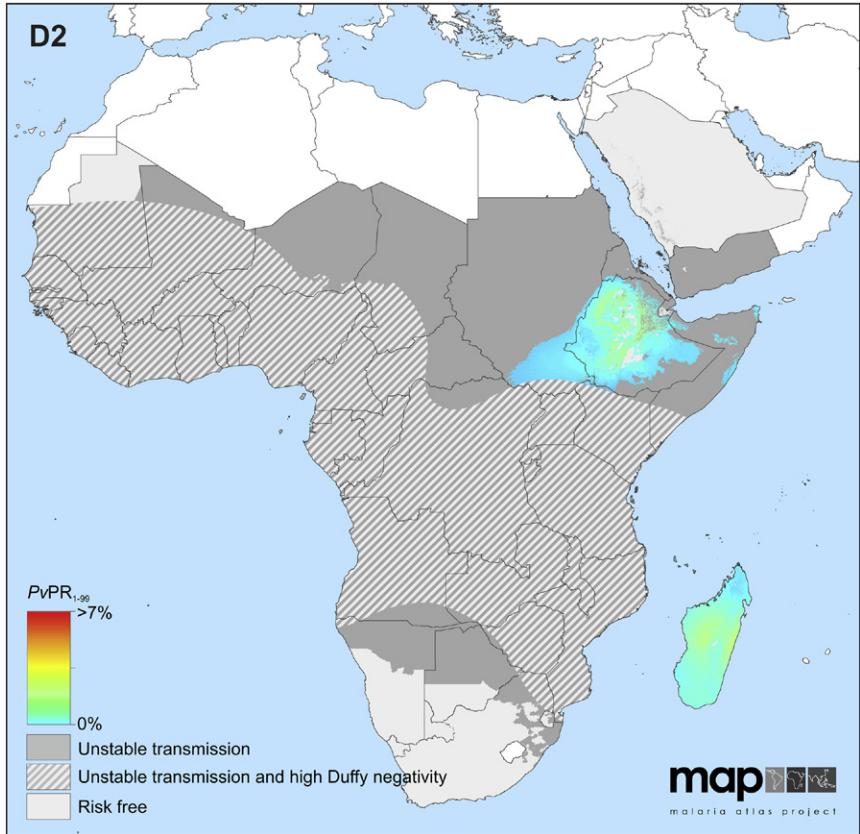 D2
PvPR1-99
>7%
0%
Unstable transmission
Unstable transmission and high Duffy negativity
Risk free
map
malaria atlas project